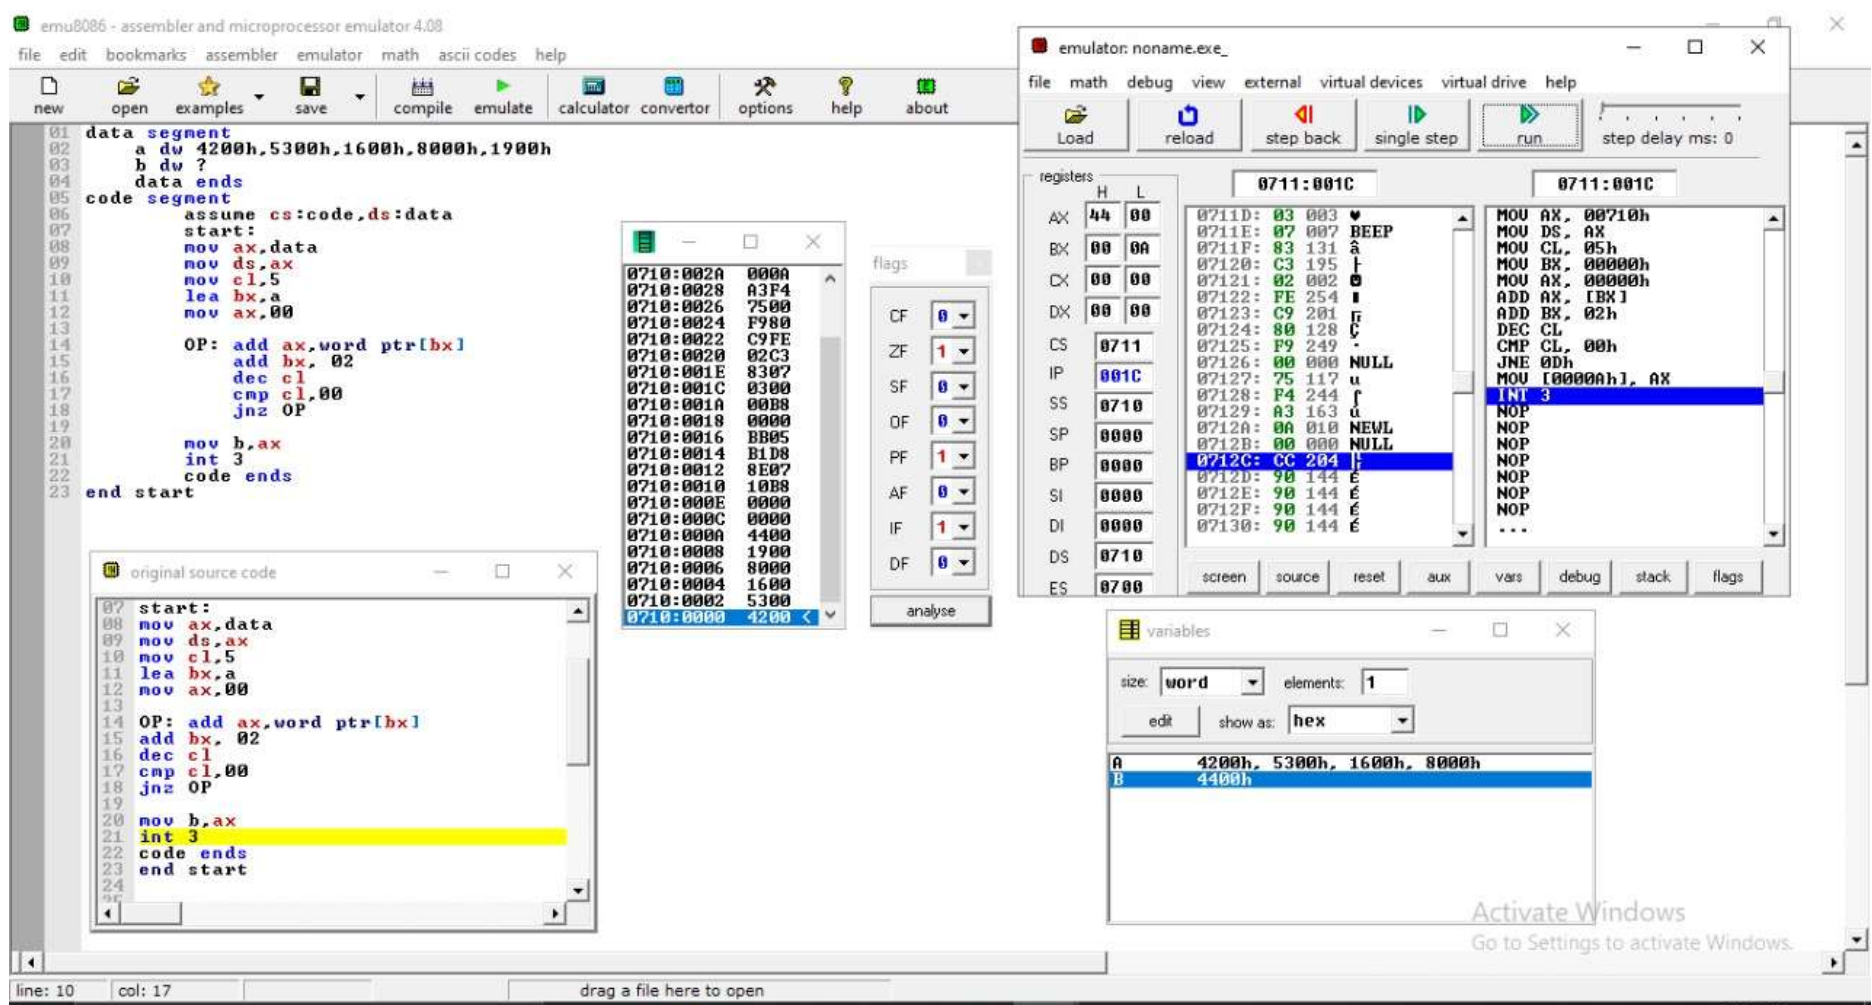 emu8086 - assembler and microprocessor emulator 4.08
file edit bookmarks assembler emulator math ascii codes help
new open examples save compile emulate calculator convertor options help about
01 data segment
02 a dw 4200h,5300h,1600h,8000h,1900h
03 b dw ?
04 data ends
05 code segment
06 assume cs:code,ds:data
07 start:
08 mov ax,data
09 mov ds,ax
10 mov cl,5
11 lea bx,a
12 mov ax,00
13
14 OP: add ax,word ptr[bx]
15 add bx, 02
16 dec cl
17 cmp cl,00
18 jnz OP
19
20 mov b,ax
21 int 3
22 code ends
23 end start
original source code
07 start:
08 mov ax,data
09 mov ds,ax
10 mov cl,5
11 lea bx,a
12 mov ax,00
13
14 OP: add ax,word ptr[bx]
15 add bx, 02
16 dec cl
17 cmp cl,00
18 jnz OP
19
20 mov b,ax
21 int 3
22 code ends
23 end start
24
0710:002A 000A
0710:0028 A3F4
0710:0026 7500
0710:0024 F980
0710:0022 C9FE
0710:0020 02C3
0710:001E 8307
0710:001C 0300
0710:001A 00B8
0710:0018 0000
0710:0016 BB05
0710:0014 B1D8
0710:0012 8E07
0710:0010 10B8
0710:000E 0000
0710:000C 0000
0710:000A 4400
0710:0008 1900
0710:0006 8000
0710:0004 1600
0710:0002 5300
0710:0000 4200 <
flags
CF 0
ZF 1
SF 0
OF 0
PF 1
AF 0
IF 1
DF 0
analyse
emulator: noname.exe_
file math debug view external virtual devices virtual drive help
Load reload step back single step run step delay ms: 0
registers
H L
AX 44 00
BX 00 0A
CX 00 00
DX 00 00
CS 0711
IP 001C
SS 0710
SP 0000
BP 0000
SI 0000
DI 0000
DS 0710
ES 0700
0711:001C
0711D: 03 003 ♥
0711E: 07 007 BEEP
0711F: 83 131 â
07120: C3 195 ├
07121: 02 002 ☻
07122: FE 254 ■
07123: C9 201 ╔
07124: 80 128 Ç
07125: F9 249 ·
07126: 00 000 NULL
07127: 75 117 u
07128: F4 244 ⌠
07129: A3 163 ú
0712A: 0A 010 NEWL
0712B: 00 000 NULL
0712C: CC 204 ╠
0712D: 90 144 É
0712E: 90 144 É
0712F: 90 144 É
07130: 90 144 É
0711:001C
MOV AX, 00710h
MOV DS, AX
MOV CL, 05h
MOV BX, 00000h
MOV AX, 00000h
ADD AX, [BX]
ADD BX, 02h
DEC CL
CMP CL, 00h
JNE 0Dh
MOV [0000Ah], AX
INT 3
NOP
NOP
NOP
NOP
NOP
NOP
NOP
...
screen source reset aux vars debug stack flags
variables
size: word elements: 1
edit show as: hex
A 4200h, 5300h, 1600h, 8000h
B 4400h
Activate Windows
Go to Settings to activate Windows.
line: 10 col: 17 drag a file here to open